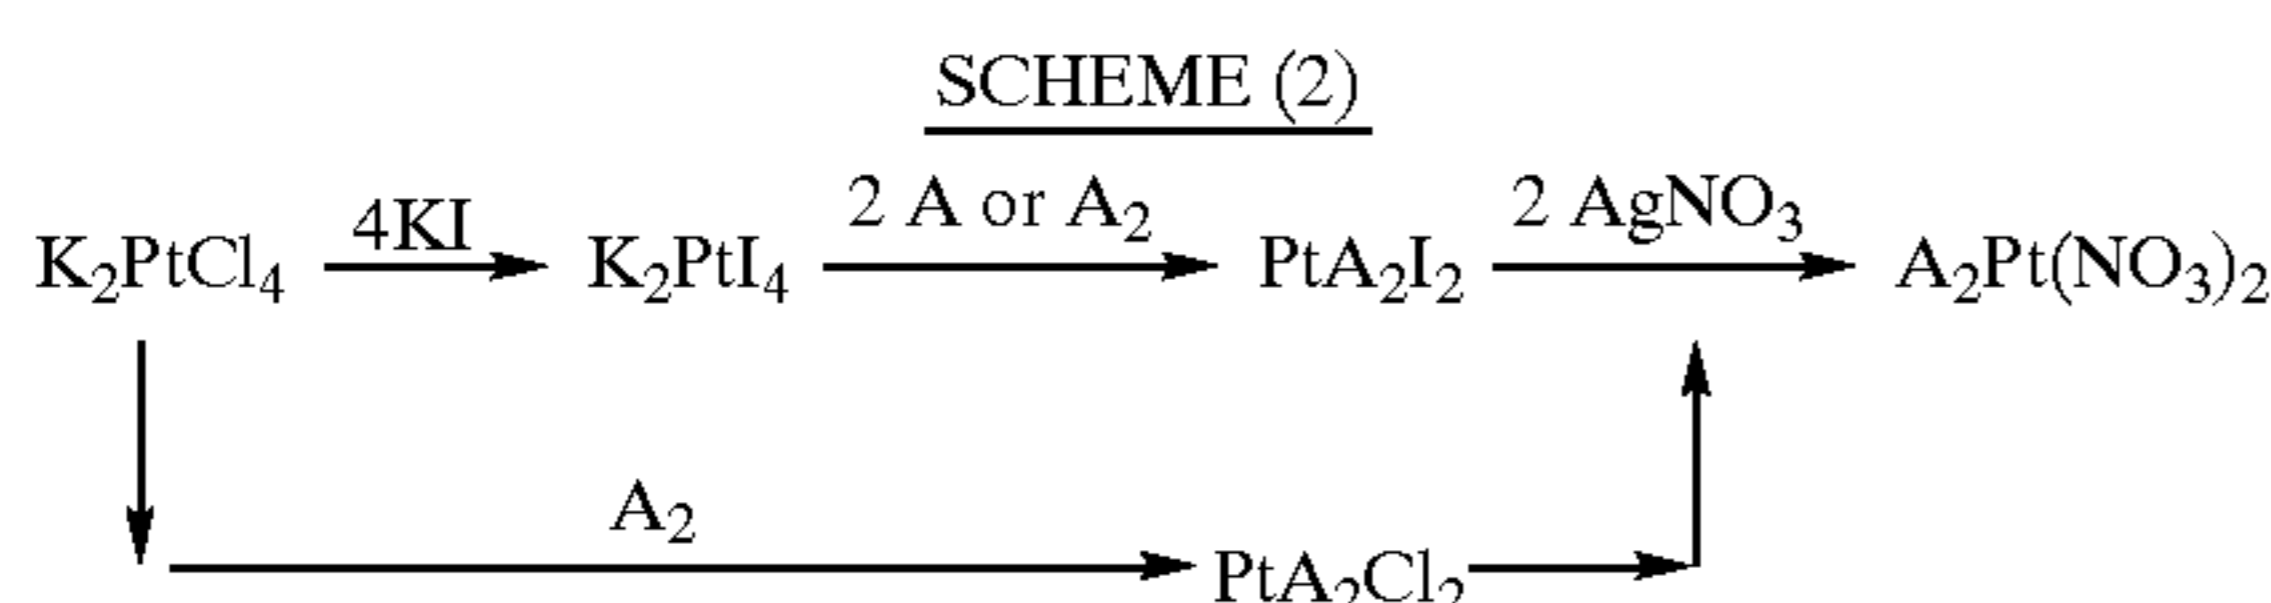 SCHEME (2)
4KI 2 A or A₂ 2 AgNO₃
K₂PtCl₄ K₂PtI₄ PtA₂I₂ A₂Pt(NO₃)₂
A₂
PtA₂Cl₂